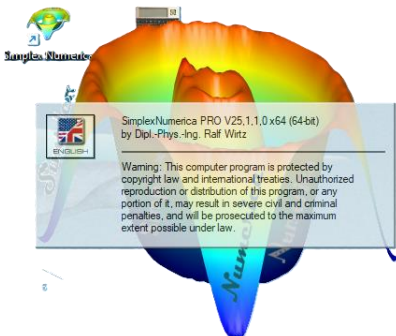 50
Simplex Numerica
SimplexNumerica PRO V25,1,1,0 x64 (64-bit)
by Dipl.-Phys.-Ing. Ralf Wirtz
ENGLISH
Warning: This computer program is protected by
copyright law and international treaties. Unauthorized
reproduction or distribution of this program, or any
portion of it, may result in severe civil and criminal
penalties, and will be prosecuted to the maximum
extent possible under law.